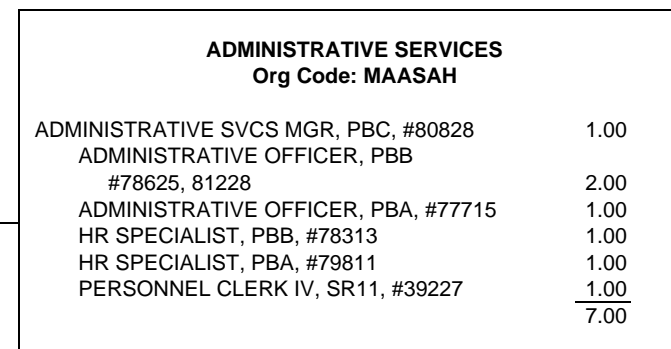 ADMINISTRATIVE SERVICES
Org Code: MAASAH
ADMINISTRATIVE SVCS MGR, PBC, #80828 1.00
ADMINISTRATIVE OFFICER, PBB
#78625, 81228 2.00
ADMINISTRATIVE OFFICER, PBA, #77715 1.00
HR SPECIALIST, PBB, #78313 1.00
HR SPECIALIST, PBA, #79811 1.00
PERSONNEL CLERK IV, SR11, #39227 1.00
7.00